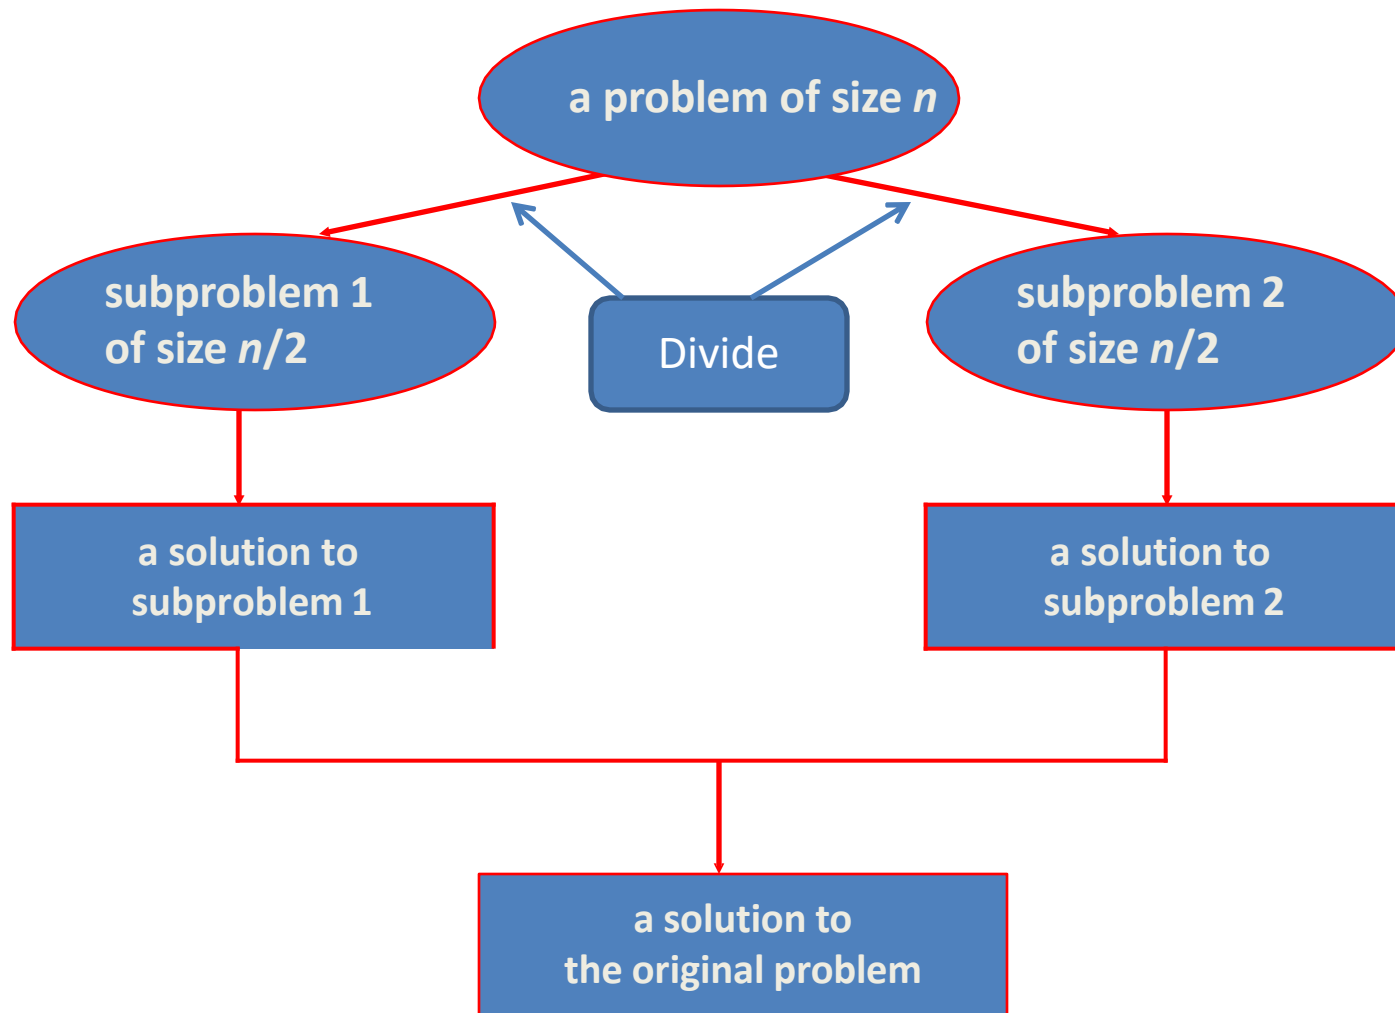 a problem of size n
subproblem 1
of size n/2
Divide
subproblem 2
of size n/2
a solution to
subproblem 1
a solution to
subproblem 2
a solution to
the original problem